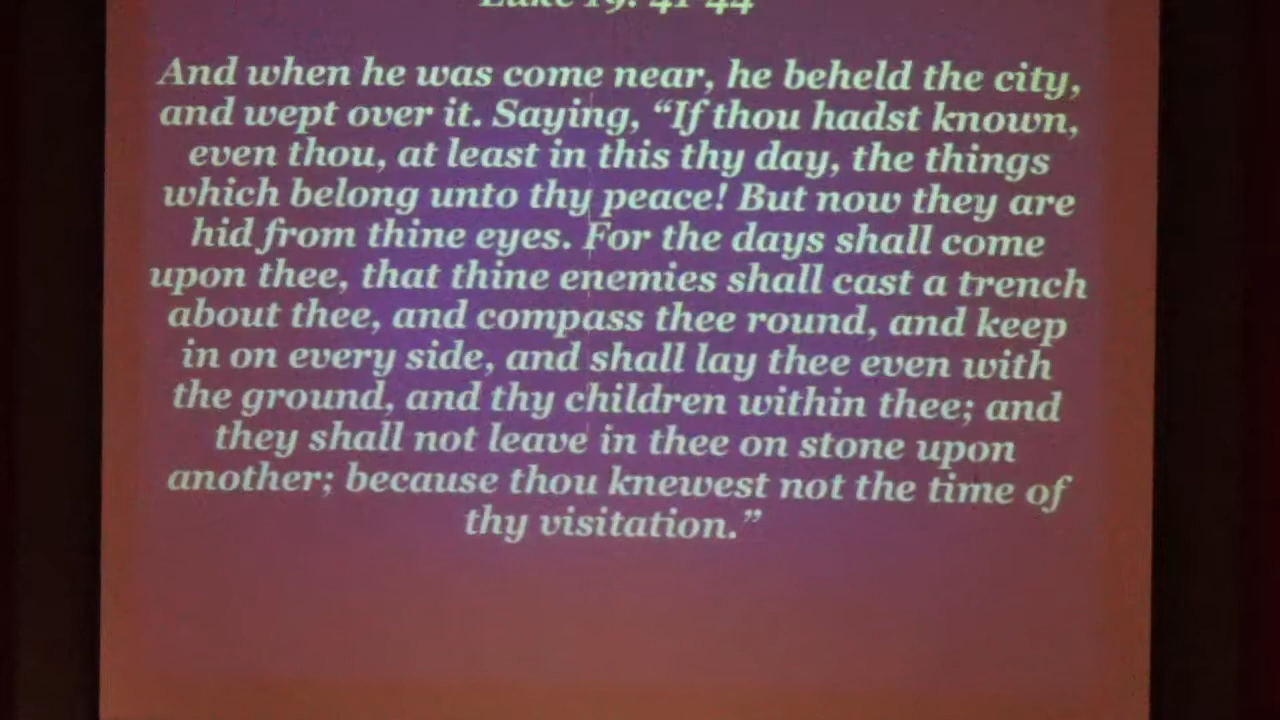 Luke 19: 41-44
And when he was come near, he beheld the city,
and wept over it. Saying, “If thou hadst known,
even thou, at least in this thy day, the things
which belong unto thy peace! But now they are
hid from thine eyes. For the days shall come
upon thee, that thine enemies shall cast a trench
about thee, and compass thee round, and keep
in on every side, and shall lay thee even with
the ground, and thy children within thee; and
they shall not leave in thee on stone upon
another; because thou knewest not the time of
thy visitation.”